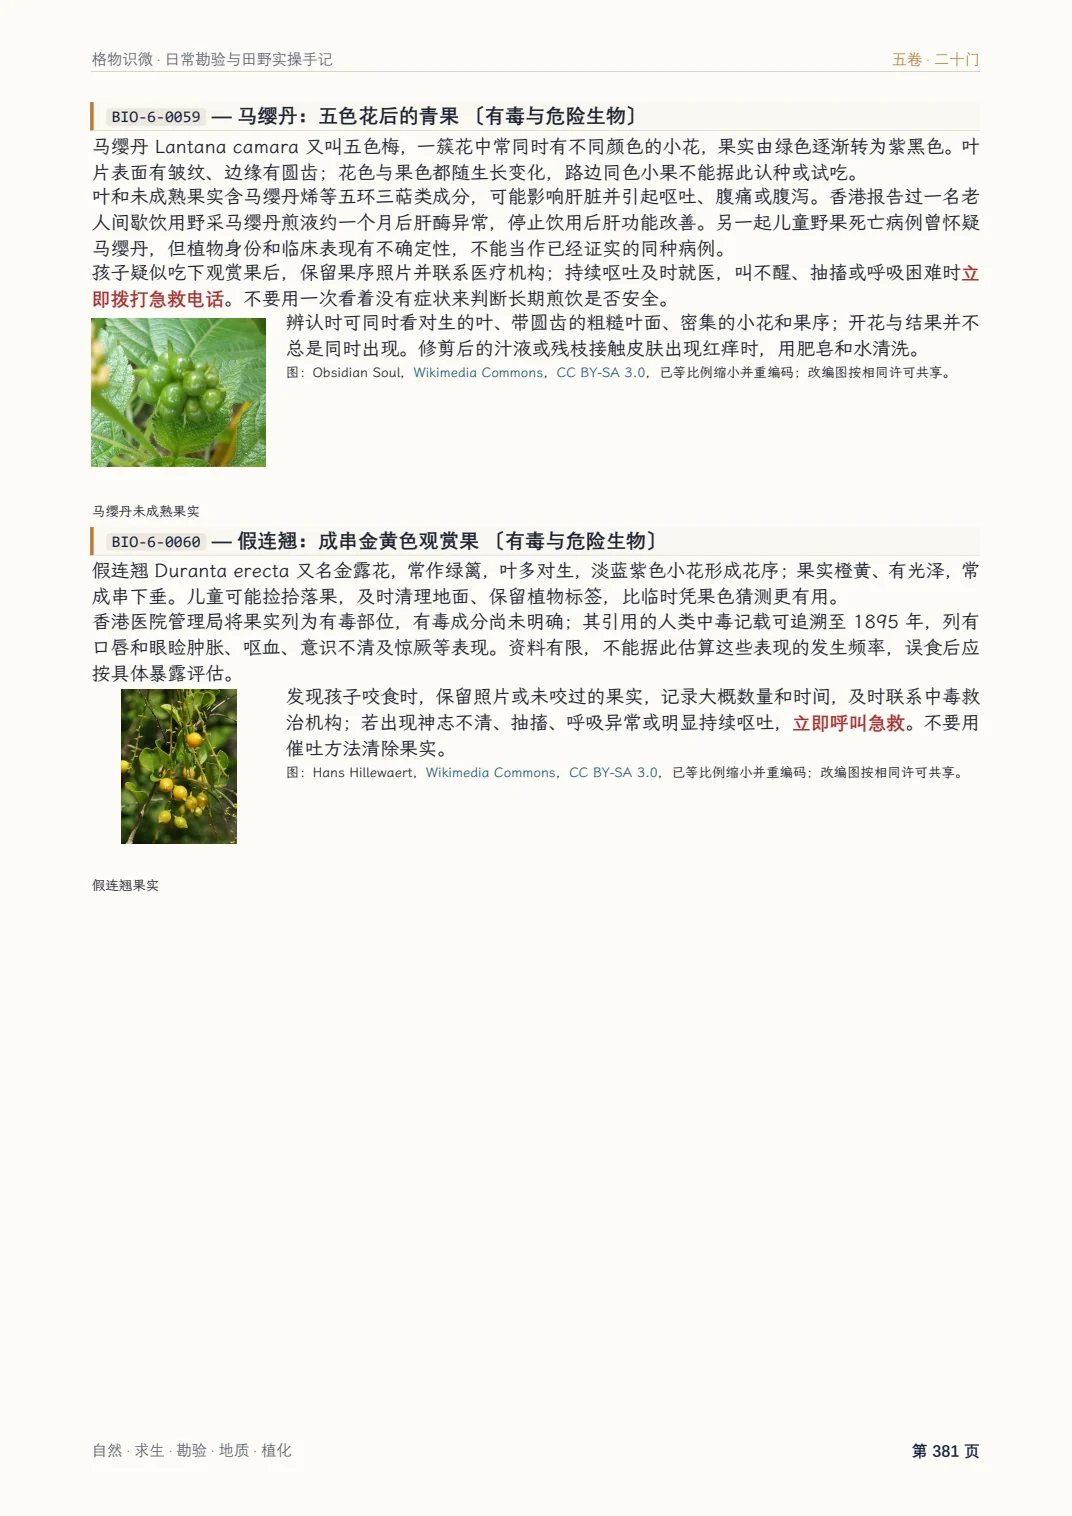 格物识微 · 日常勘验与田野实操手记
五卷 · 二十门
BIO-6-0059 — 马缨丹：五色花后的青果 〔有毒与危险生物〕
马缨丹 Lantana camara 又叫五色梅，一簇花中常同时有不同颜色的小花，果实由绿色逐渐转为紫黑色。叶
片表面有皱纹、边缘有圆齿；花色与果色都随生长变化，路边同色小果不能据此认种或试吃。
叶和未成熟果实含马缨丹烯等五环三萜类成分，可能影响肝脏并引起呕吐、腹痛或腹泻。香港报告过一名老
人间歇饮用野采马缨丹煎液约一个月后肝酶异常，停止饮用后肝功能改善。另一起儿童野果死亡病例曾怀疑
马缨丹，但植物身份和临床表现有不确定性，不能当作已经证实的同种病例。
孩子疑似吃下观赏果后，保留果序照片并联系医疗机构；持续呕吐及时就医，叫不醒、抽搐或呼吸困难时立
即拨打急救电话。不要用一次看着没有症状来判断长期煎饮是否安全。
辨认时可同时看对生的叶、带圆齿的粗糙叶面、密集的小花和果序；开花与结果并不
总是同时出现。修剪后的汁液或残枝接触皮肤出现红痒时，用肥皂和水清洗。
图：Obsidian Soul，Wikimedia Commons，CC BY-SA 3.0，已等比例缩小并重编码；改编图按相同许可共享。
马缨丹未成熟果实
BIO-6-0060 — 假连翘：成串金黄色观赏果 〔有毒与危险生物〕
假连翘 Duranta erecta 又名金露花，常作绿篱，叶多对生，淡蓝紫色小花形成花序；果实橙黄、有光泽，常
成串下垂。儿童可能捡拾落果，及时清理地面、保留植物标签，比临时凭果色猜测更有用。
香港医院管理局将果实列为有毒部位，有毒成分尚未明确；其引用的人类中毒记载可追溯至 1895 年，列有
口唇和眼睑肿胀、呕血、意识不清及惊厥等表现。资料有限，不能据此估算这些表现的发生频率，误食后应
按具体暴露评估。
发现孩子咬食时，保留照片或未咬过的果实，记录大概数量和时间，及时联系中毒救
治机构；若出现神志不清、抽搐、呼吸异常或明显持续呕吐，立即呼叫急救。不要用
催吐方法清除果实。
图：Hans Hillewaert，Wikimedia Commons，CC BY-SA 3.0，已等比例缩小并重编码；改编图按相同许可共享。
假连翘果实
自然 · 求生 · 勘验 · 地质 · 植化
第 381 页